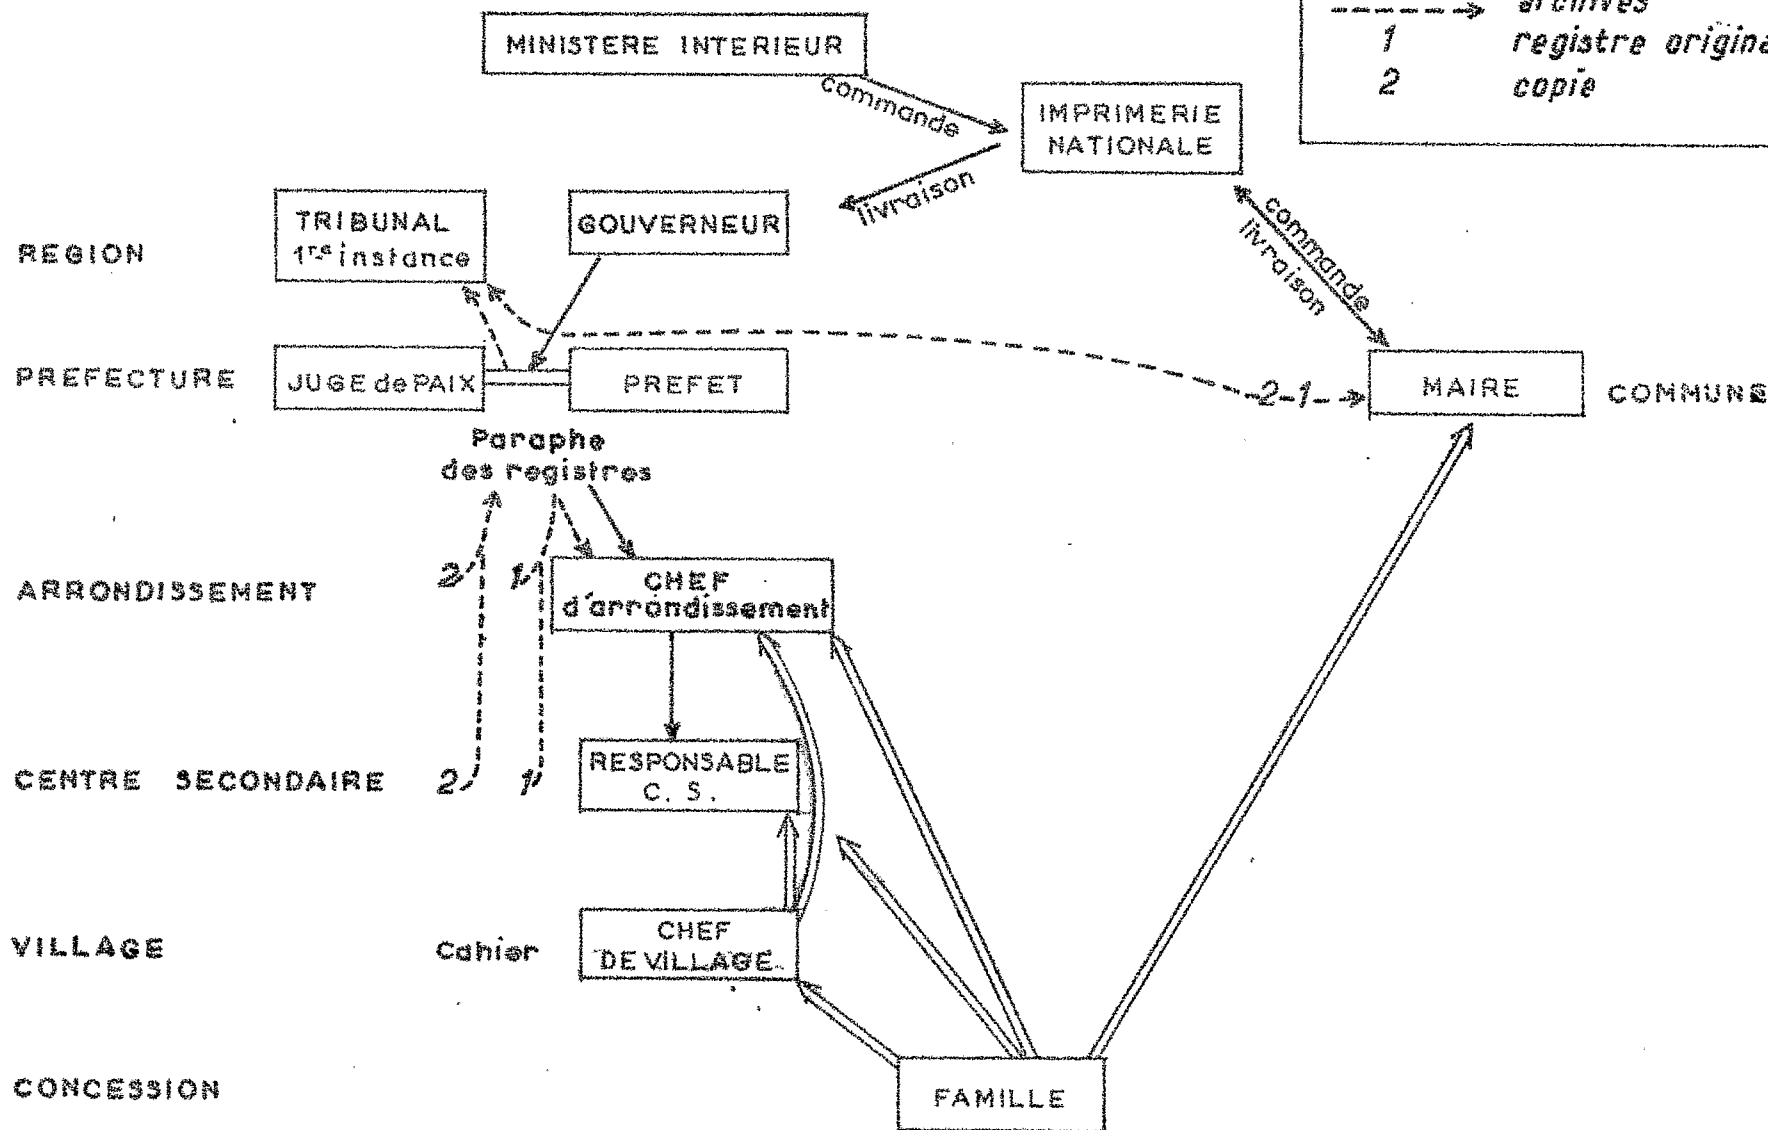 archives
1 registre origina
2 copie
MINISTERE INTERIEUR
commande
IMPRIMERIE
NATIONALE
livraison
commande
livraison
REGION
TRIBUNAL
1re instance
GOUVERNEUR
PREFECTURE
JUGE de PAIX
PREFET
2-1
MAIRE
COMMUNE
Paraphe
des registres
ARRONDISSEMENT
2
1
CHEF
d'arrondissement
CENTRE SECONDAIRE
2
1
RESPONSABLE
C. S.
VILLAGE
Cahier
CHEF
DE VILLAGE
CONCESSION
FAMILLE